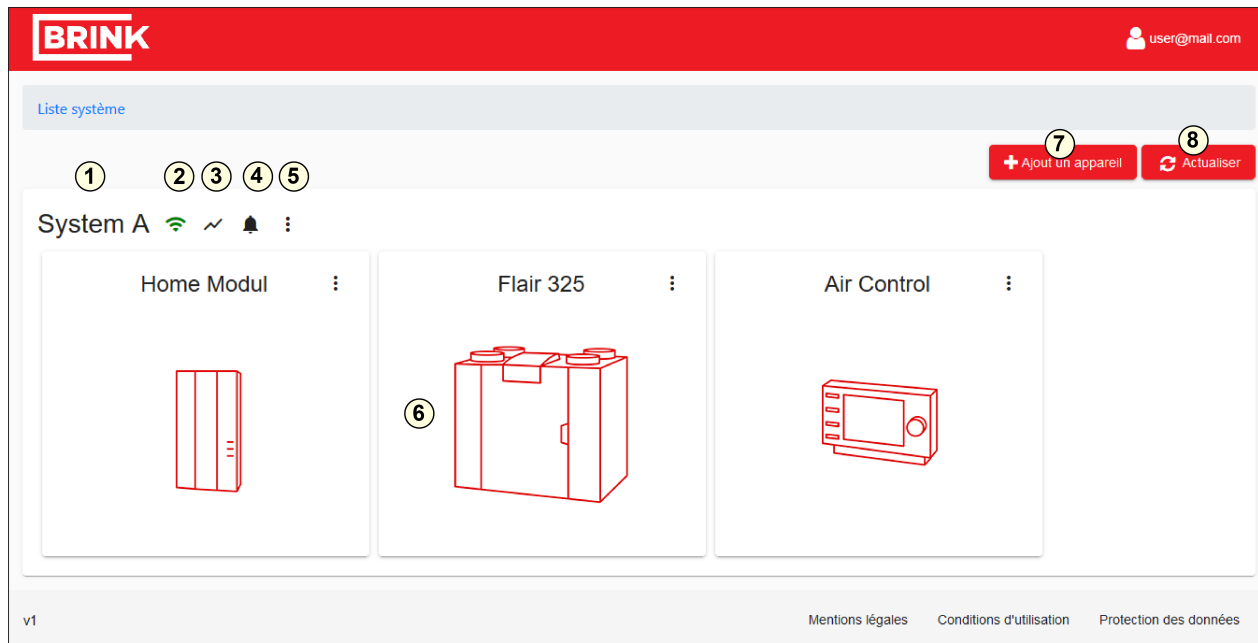 BRINK
user@mail.com
Liste système
7
8
Ajout un appareil
Actualiser
1
2
3
4
5
System A
Home Modul
Flair 325
Air Control
6
v1
Mentions légales
Conditions d'utilisation
Protection des données